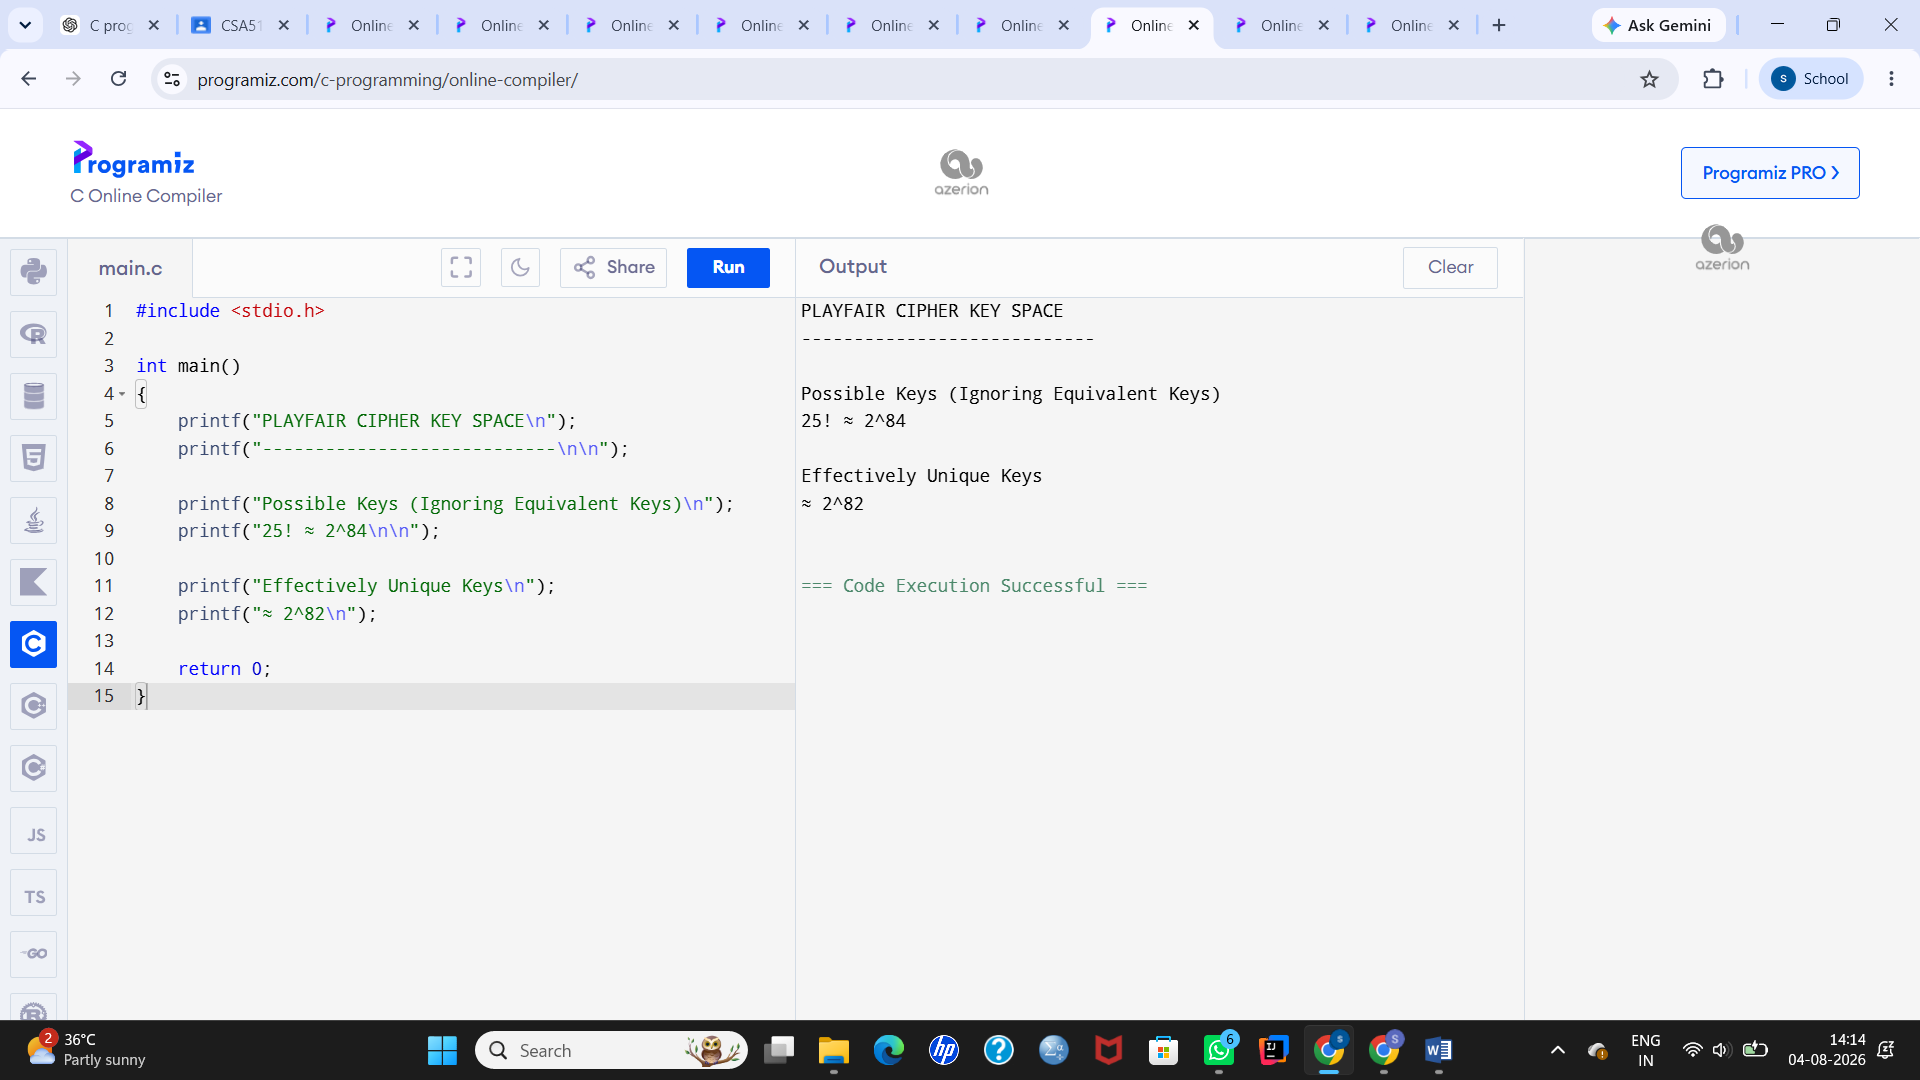 C prog
CSA51
Online
Online
Online
Online
Online
Online
Online
Online
Online
Ask Gemini
programiz.com/c-programming/online-compiler/
S
School
Programiz
C Online Compiler
azerion
Programiz PRO
azerion
main.c
Share
Run
Output
Clear
1 #include <stdio.h>
2
3 int main()
4 {
5 printf("PLAYFAIR CIPHER KEY SPACE\n");
6 printf("----------------------------\n\n");
7
8 printf("Possible Keys (Ignoring Equivalent Keys)\n");
9 printf("25! ≈ 2^84\n\n");
10
11 printf("Effectively Unique Keys\n");
12 printf("≈ 2^82\n");
13
14 return 0;
15 }
PLAYFAIR CIPHER KEY SPACE
----------------------------
Possible Keys (Ignoring Equivalent Keys)
25! ≈ 2^84
Effectively Unique Keys
≈ 2^82
=== Code Execution Successful ===
R
5
C
C
C
JS
TS
GO
2
36°C
Partly sunny
Search
hp
?
6
IJ
S
S
W
ENG
IN
14:14
04-08-2026